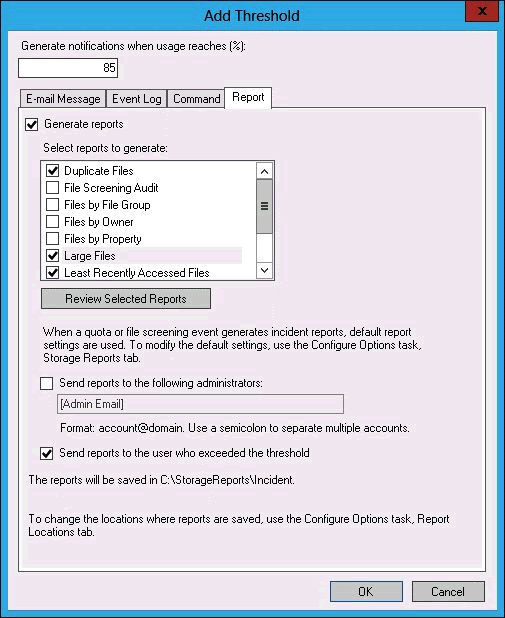 Add Threshold
x
Generate notifications when usage reaches (%):
85
E-mail Message
Event Log
Command
Report
Generate reports
Select reports to generate:
Duplicate Files
File Screening Audit
Files by File Group
Files by Owner
Files by Property
Large Files
Least Recently Accessed Files
Review Selected Reports
When a quota or file screening event generates incident reports, default report
settings are used. To modify the default settings, use the Configure Options task,
Storage Reports tab.
Send reports to the following administrators:
[Admin Email]
Format: account@domain. Use a semicolon to separate multiple accounts.
Send reports to the user who exceeded the threshold
The reports will be saved in C:\StorageReports\Incident.
To change the locations where reports are saved, use the Configure Options task, Report
Locations tab.
OK
Cancel